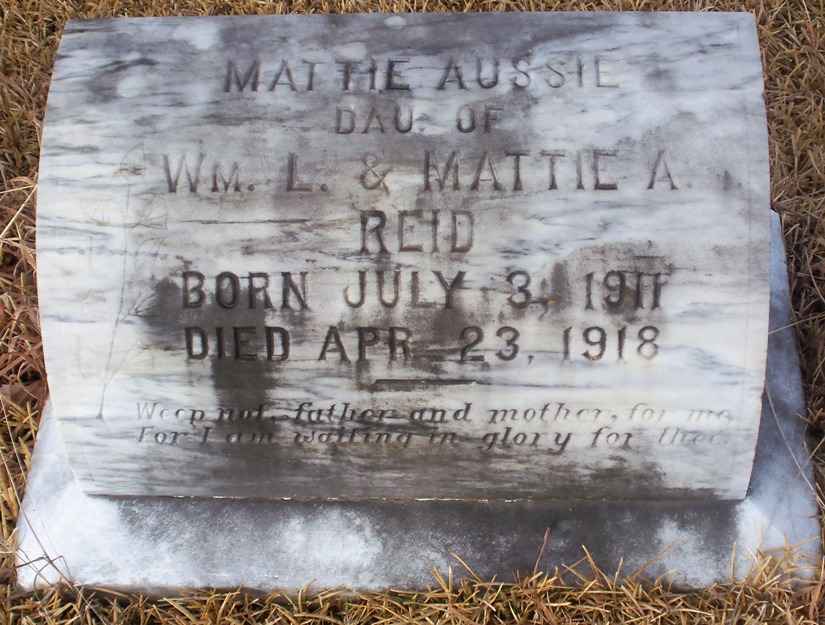 MATTIE AUSSIE
DAU. OF
WM. L. & MATTIE A.
REID
BORN JULY 3, 1911
DIED APR. 23, 1918
Weep not, father and mother, for me,
For I am waiting in glory for thee.